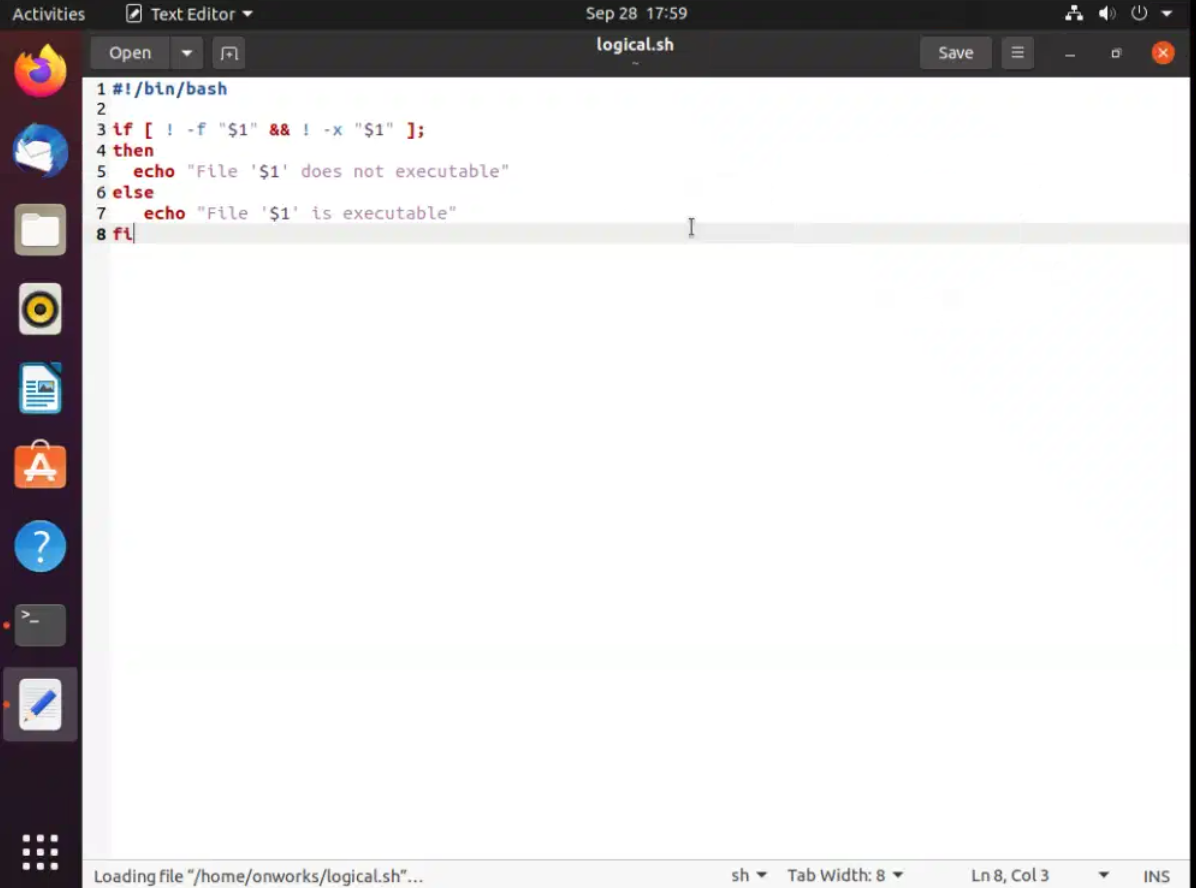 Activities Text Editor Sep 28 17:59
Open logical.sh Save
~
1 #!/bin/bash
2
3 if [ ! -f "$1" && ! -x "$1" ];
4 then
5   echo "File '$1' does not executable"
6 else
7    echo "File '$1' is executable"
8 fi
>_
?
Loading file "/home/onworks/logical.sh"… sh Tab Width: 8 Ln 8, Col 3 INS